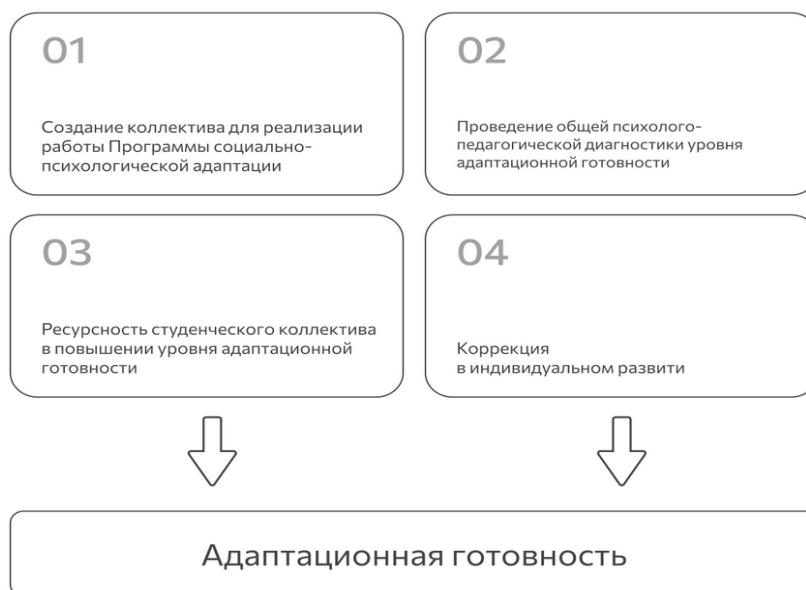 01
Создание коллектива для реализации
работы Программы социально-
психологической адаптации
02
Проведение общей психолого-
педагогической диагностики уровня
адаптационной готовности
03
Ресурсность студенческого коллектива
в повышении уровня адаптационной
готовности
04
Коррекция
в индивидуальном развити
Адаптационная готовность